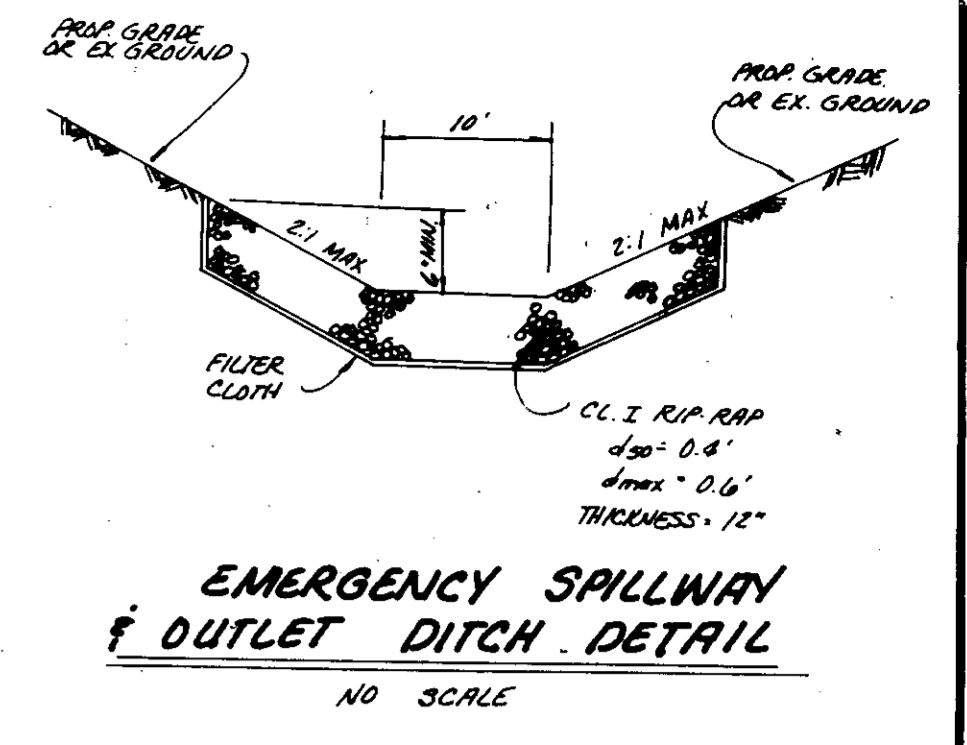 PROP. GRADE
OR EX. GROUND
PROP. GRADE
OR EX. GROUND
10'
2:1 MAX
6" MIN.
2:1 MAX
FILTER
CLOTH
CL. I RIP-RAP
d50 = 0.4'
dmax = 0.6'
THICKNESS = 12"
EMERGENCY SPILLWAY
& OUTLET DITCH DETAIL
NO SCALE